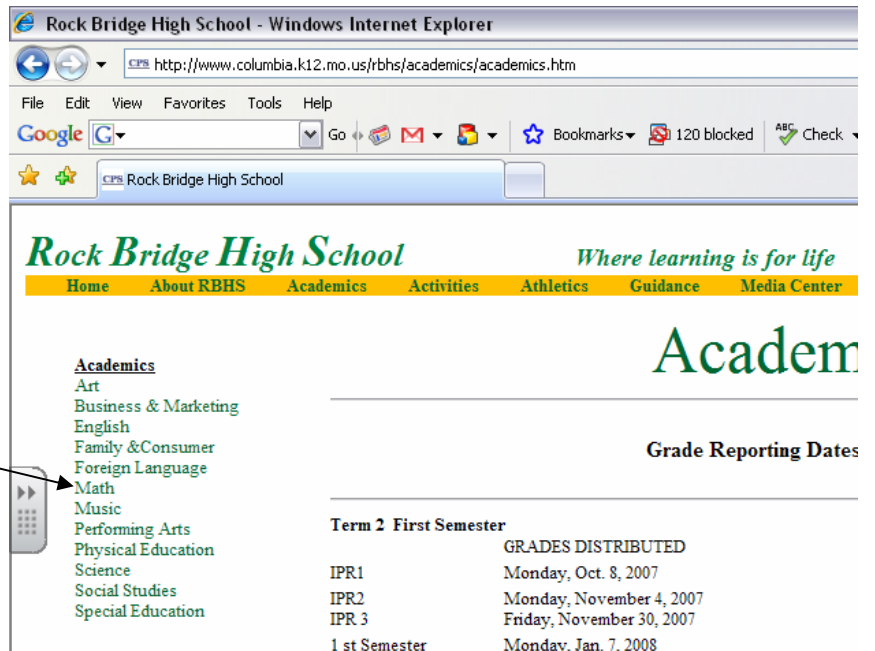 Rock Bridge High School - Windows Internet Explorer
CPS http://www.columbia.k12.mo.us/rbhs/academics/academics.htm
File Edit View Favorites Tools Help
Google G Go Bookmarks 120 blocked ABC Check
CPS Rock Bridge High School
Rock Bridge High School Where learning is for life
Home About RBHS Academics Activities Athletics Guidance Media Center
Academ
Academics
Art
Business & Marketing
English
Family &Consumer
Foreign Language
Math
Music
Performing Arts
Physical Education
Science
Social Studies
Special Education
Grade Reporting Dates
Term 2 First Semester
GRADES DISTRIBUTED
IPR1 Monday, Oct. 8, 2007
IPR2 Monday, November 4, 2007
IPR 3 Friday, November 30, 2007
1 st Semester Monday, Jan. 7, 2008